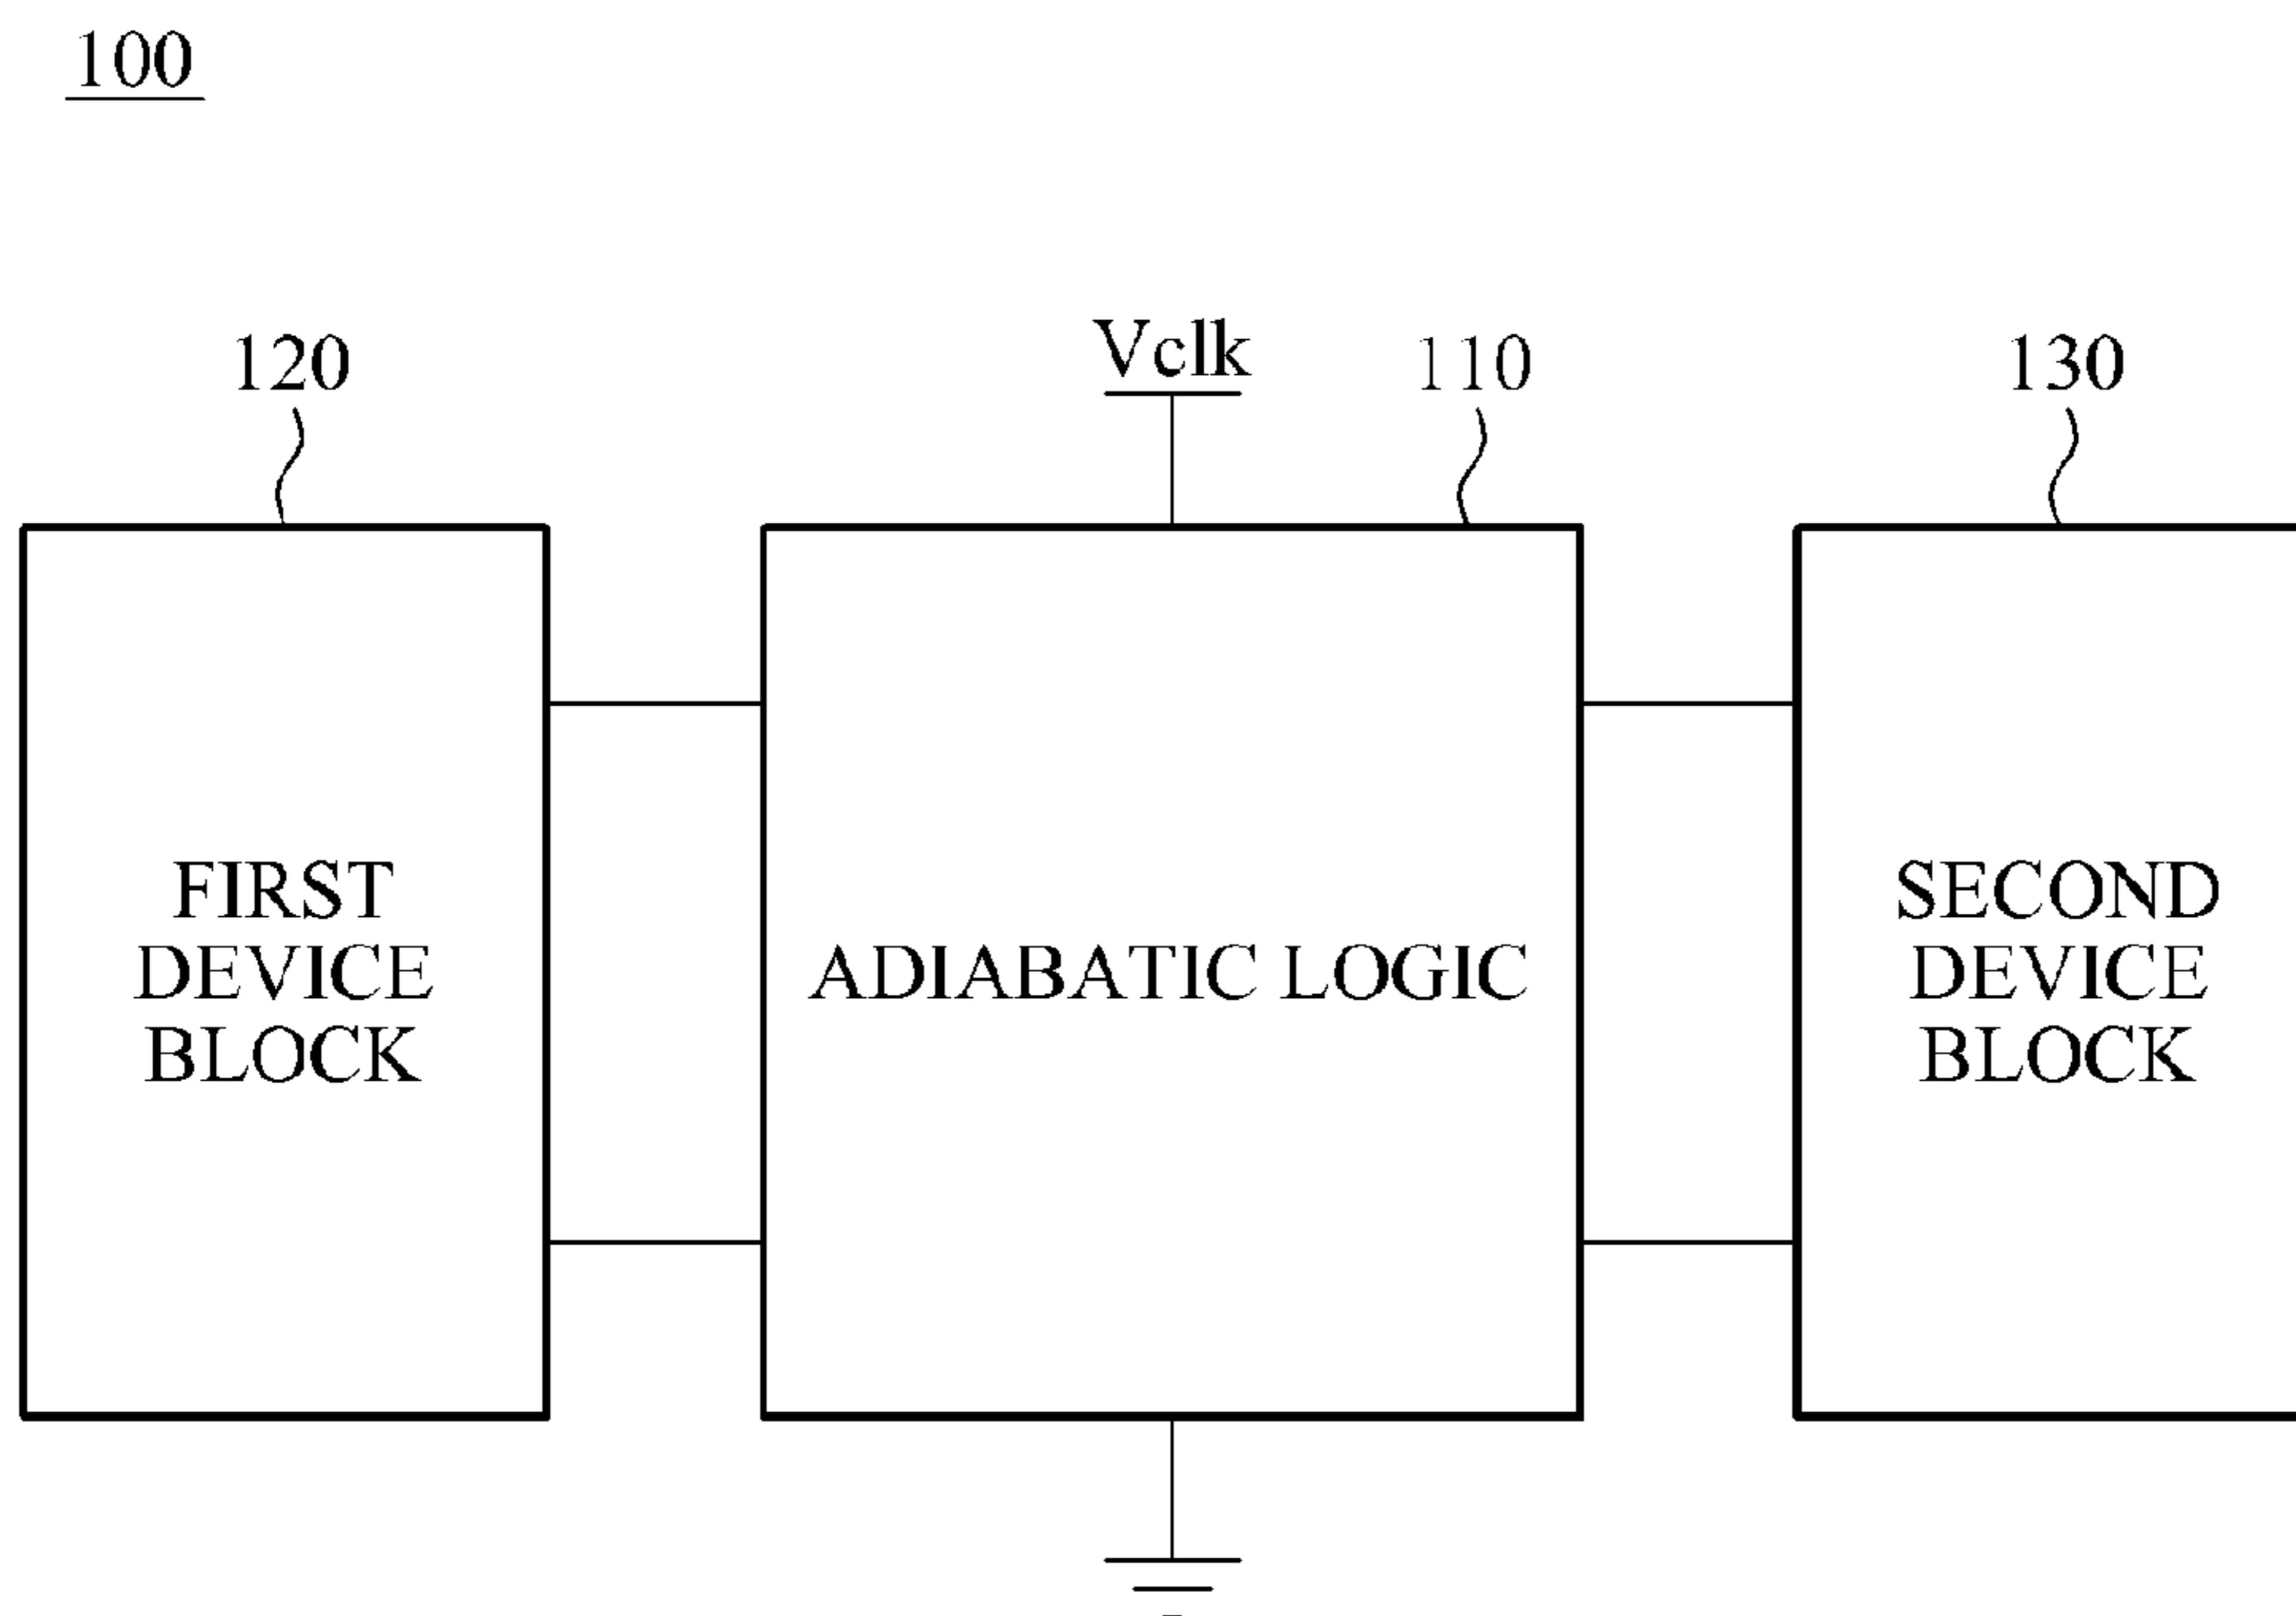 100
120
Vclk
110
130
FIRST
DEVICE
BLOCK
ADIABATIC LOGIC
SECOND
DEVICE
BLOCK